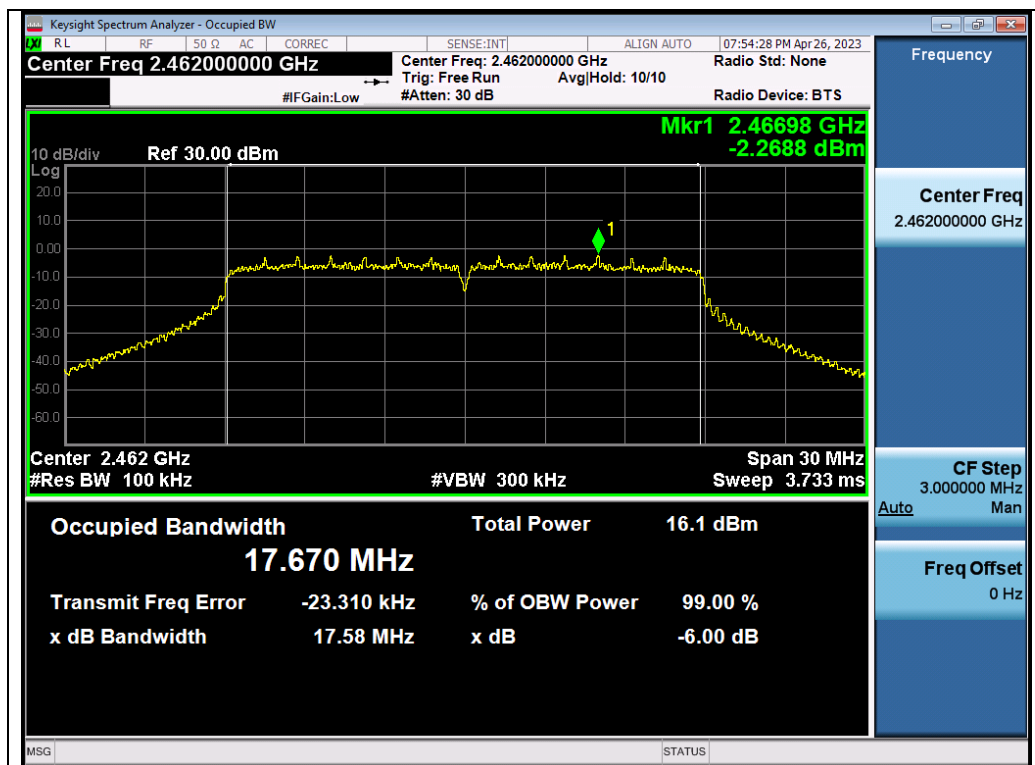 Keysight Spectrum Analyzer - Occupied BW
LXI RL RF 50 Ω AC CORREC SENSE:INT ALIGN AUTO 07:54:28 PM Apr 26, 2023
Center Freq 2.462000000 GHz
Center Freq: 2.462000000 GHz Radio Std: None
Trig: Free Run Avg|Hold: 10/10
#IFGain:Low #Atten: 30 dB Radio Device: BTS
Mkr1 2.46698 GHz
-2.2688 dBm
10 dB/div Ref 30.00 dBm
Log
20.0
10.0
1
0.00
-10.0
-20.0
-30.0
-40.0
-50.0
-60.0
Center 2.462 GHz Span 30 MHz
#Res BW 100 kHz #VBW 300 kHz Sweep 3.733 ms
Occupied Bandwidth Total Power 16.1 dBm
17.670 MHz
Transmit Freq Error -23.310 kHz % of OBW Power 99.00 %
x dB Bandwidth 17.58 MHz x dB -6.00 dB
Frequency
Center Freq
2.462000000 GHz
CF Step
3.000000 MHz
Auto Man
Freq Offset
0 Hz
MSG STATUS